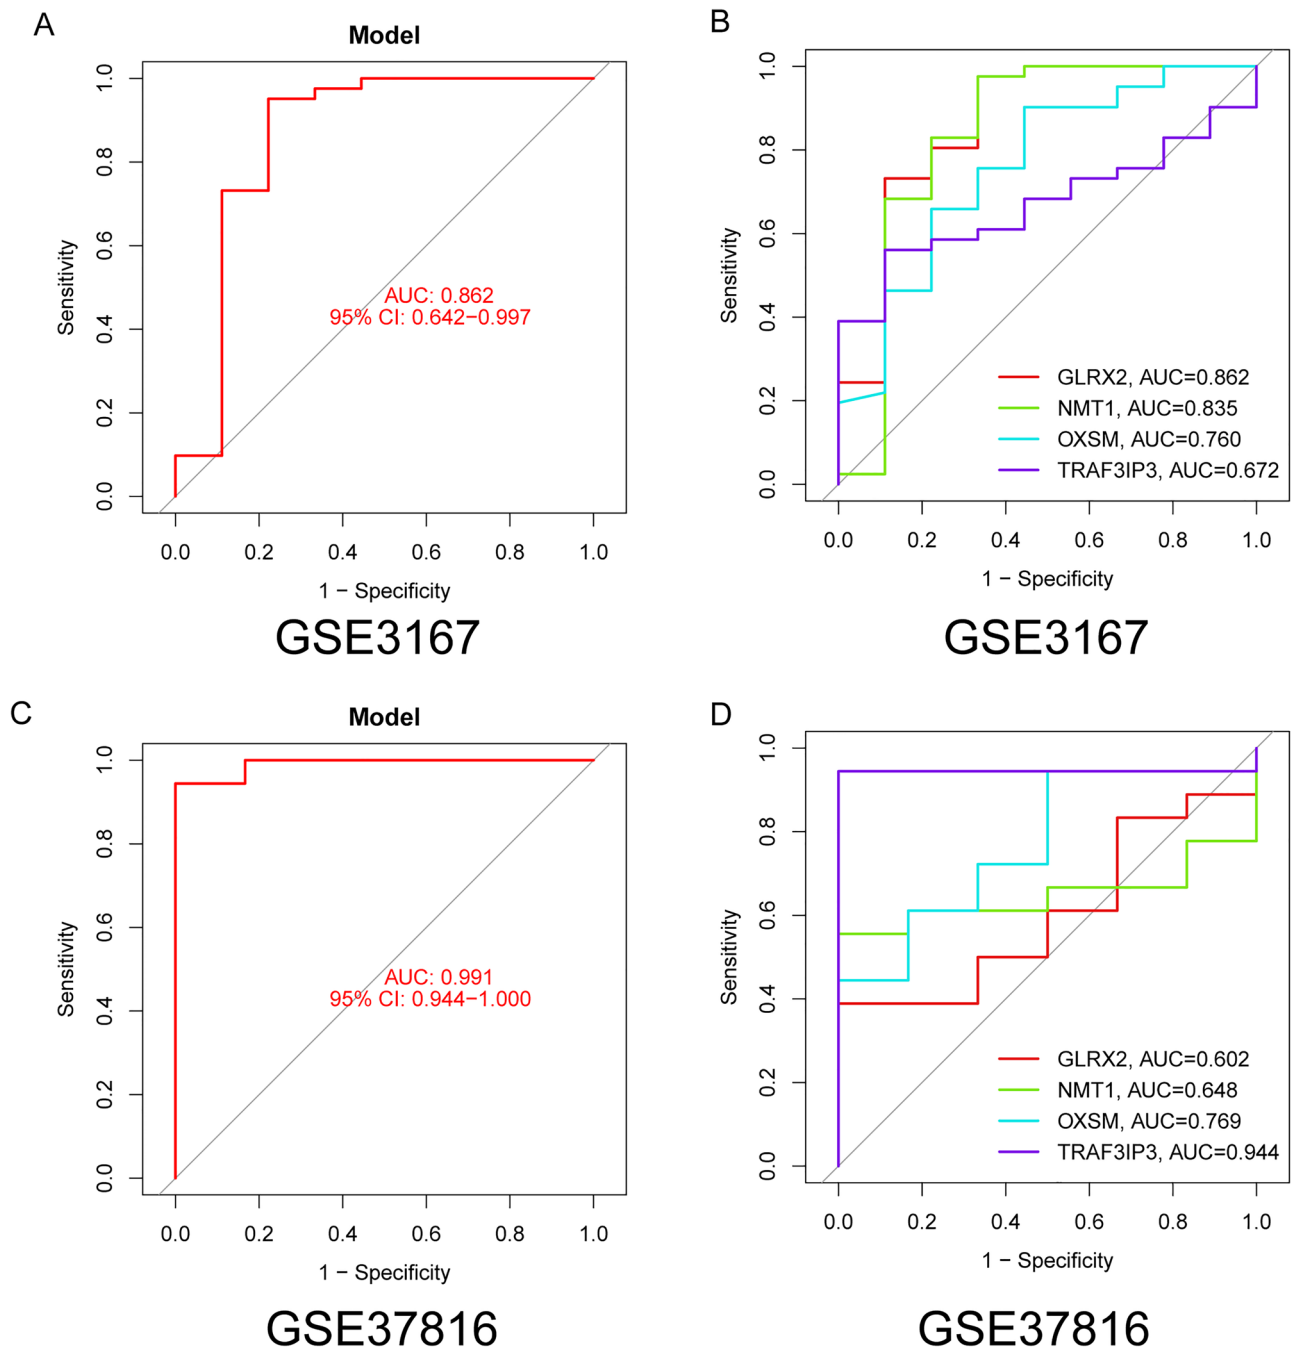 A
Model
1.0
0.8
0.6
0.4
0.2
0.0
Sensitivity
AUC: 0.862
95% CI: 0.642−0.997
0.0 0.2 0.4 0.6 0.8 1.0
1 − Specificity
GSE3167
B
1.0
0.8
0.6
0.4
0.2
0.0
Sensitivity
GLRX2, AUC=0.862
NMT1, AUC=0.835
OXSM, AUC=0.760
TRAF3IP3, AUC=0.672
0.0 0.2 0.4 0.6 0.8 1.0
1 − Specificity
GSE3167
C
Model
1.0
0.8
0.6
0.4
0.2
0.0
Sensitivity
AUC: 0.991
95% CI: 0.944−1.000
0.0 0.2 0.4 0.6 0.8 1.0
1 − Specificity
GSE37816
D
1.0
0.8
0.6
0.4
0.2
0.0
Sensitivity
GLRX2, AUC=0.602
NMT1, AUC=0.648
OXSM, AUC=0.769
TRAF3IP3, AUC=0.944
0.0 0.2 0.4 0.6 0.8 1.0
1 − Specificity
GSE37816